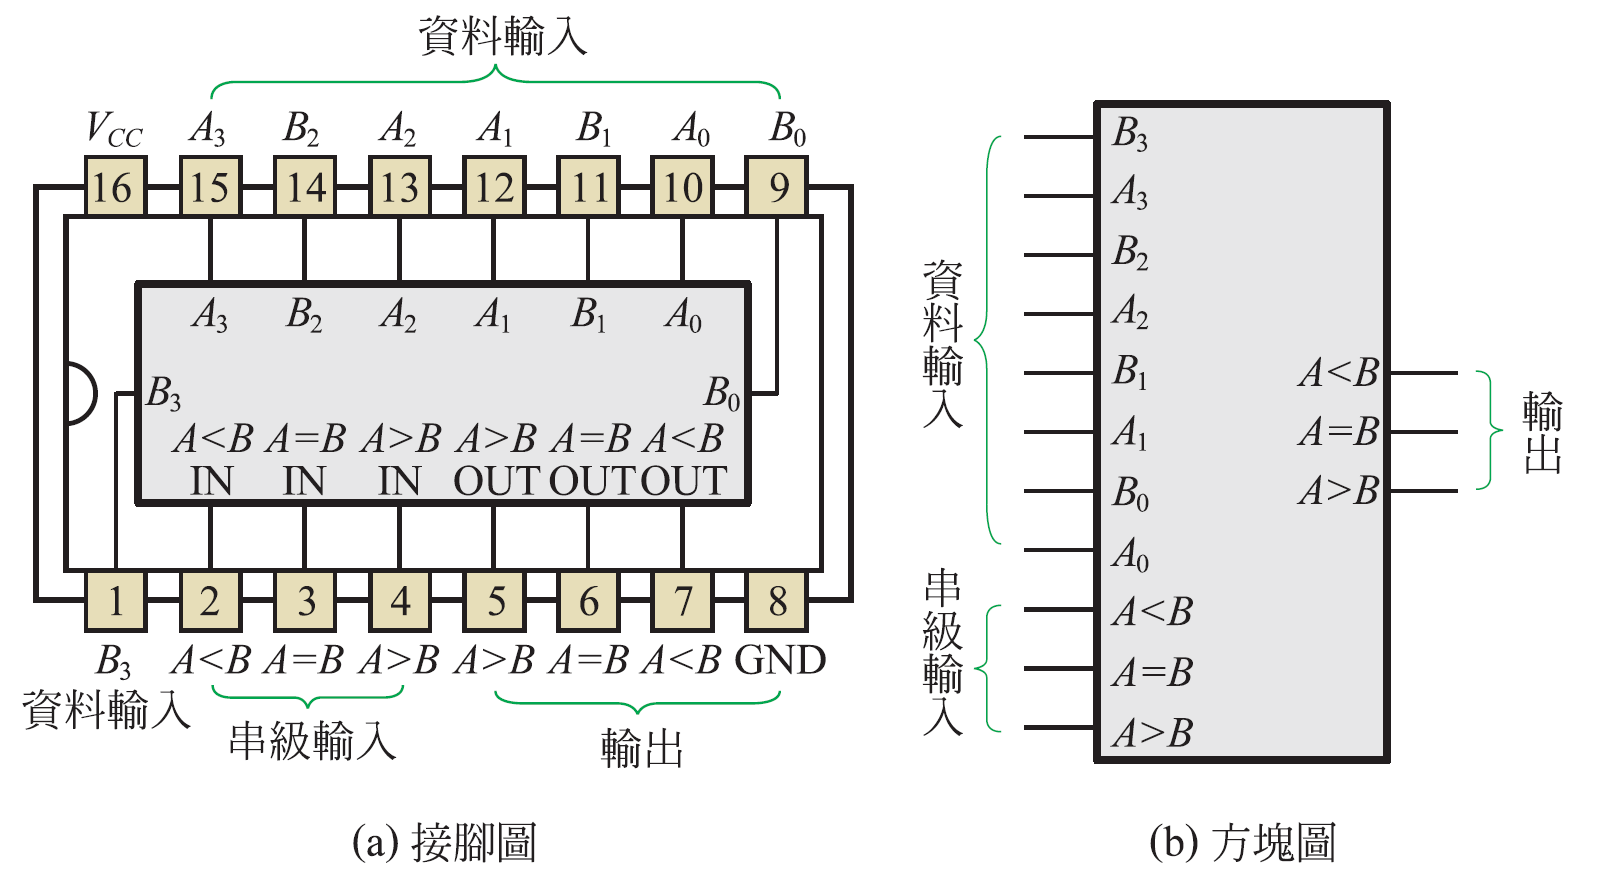 資料輸入
VCC A3 B2 A2 A1 B1 A0 B0
16 15 14 13 12 11 10 9
A3 B2 A2 A1 B1 A0
B3 B0
A<B A=B A>B A>B A=B A<B
IN IN IN OUT OUT OUT
1 2 3 4 5 6 7 8
B3 A<B A=B A>B A>B A=B A<B GND
資料輸入
串級輸入
輸出
(a) 接腳圖
資料輸入
串級輸入
B3
A3
B2
A2
B1
A1
B0
A0
A<B
A=B
A>B
A<B
A=B
A>B
輸出
(b) 方塊圖